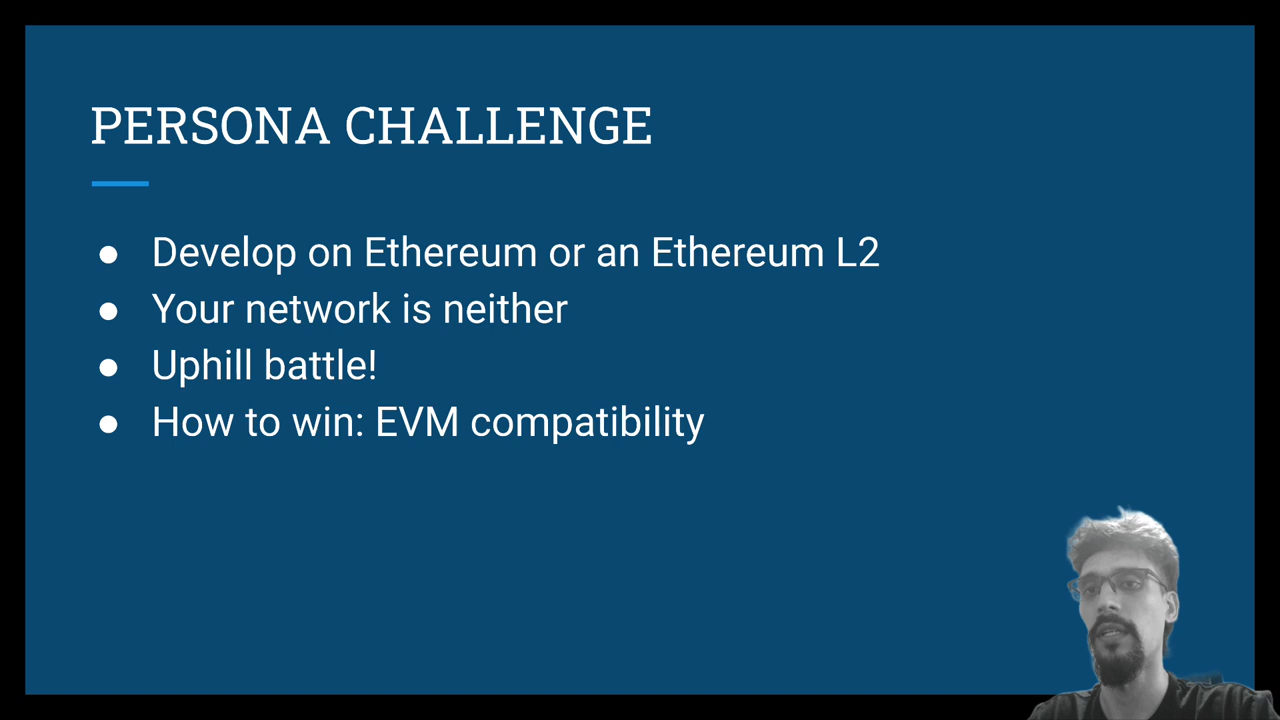 PERSONA CHALLENGE
● Develop on Ethereum or an Ethereum L2
● Your network is neither
● Uphill battle!
● How to win: EVM compatibility